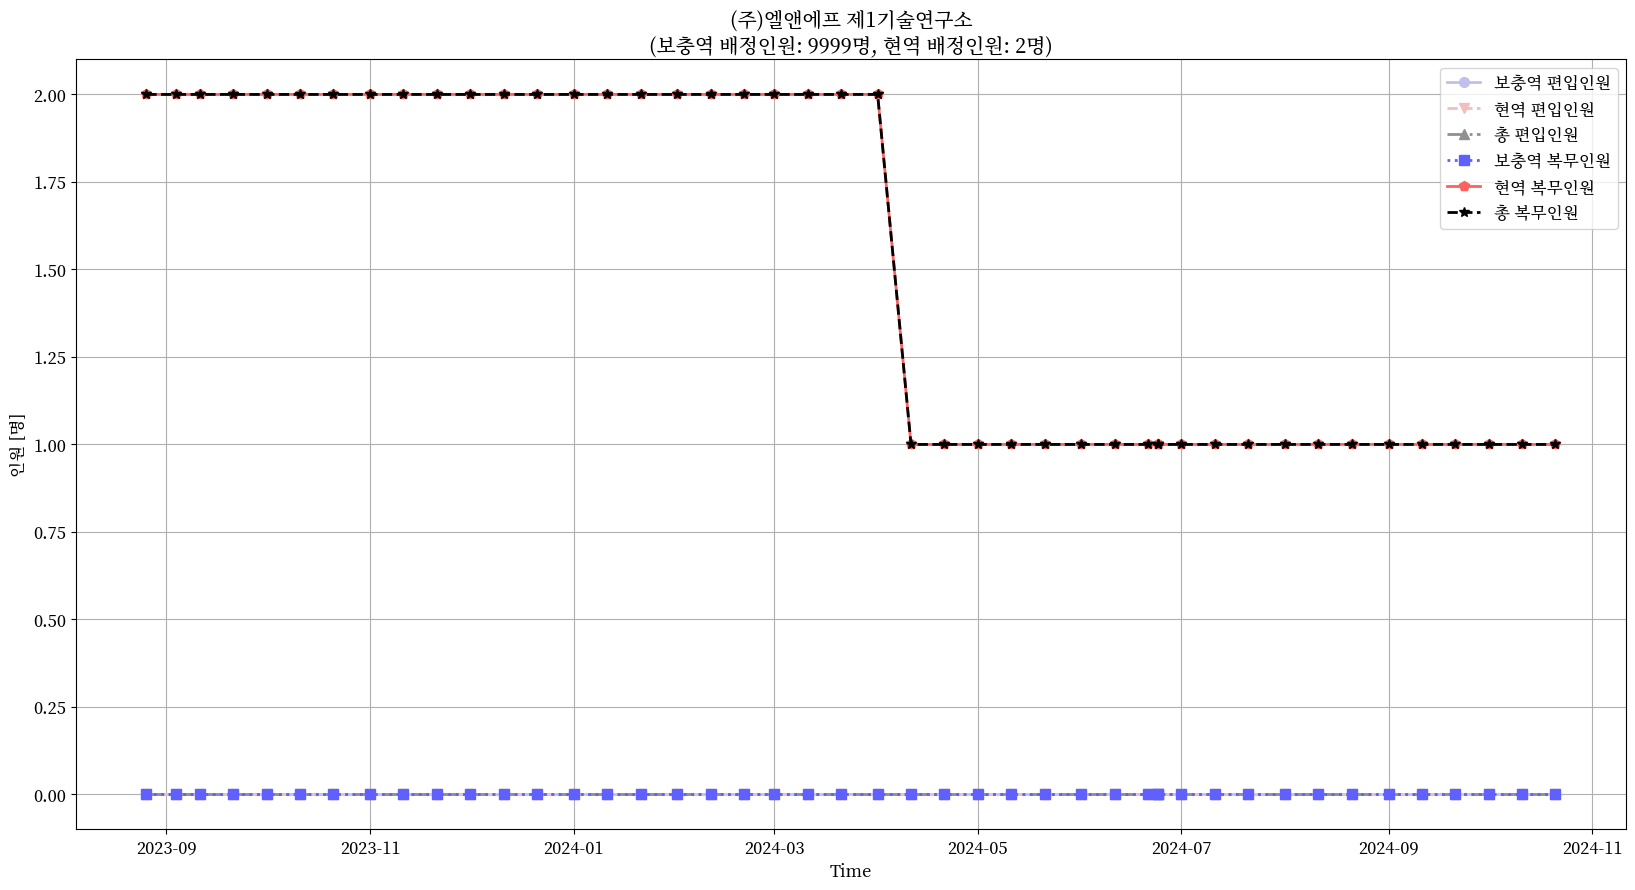 (주)엘앤에프 제1기술연구소
(보충역 배정인원: 9999명, 현역 배정인원: 2명)
보충역 편입인원
현역 편입인원
총 편입인원
보충역 복무인원
현역 복무인원
총 복무인원
인원 [명]
2.00
1.75
1.50
1.25
1.00
0.75
0.50
0.25
0.00
2023-09 2023-11 2024-01 2024-03 2024-05 2024-07 2024-09 2024-11
Time